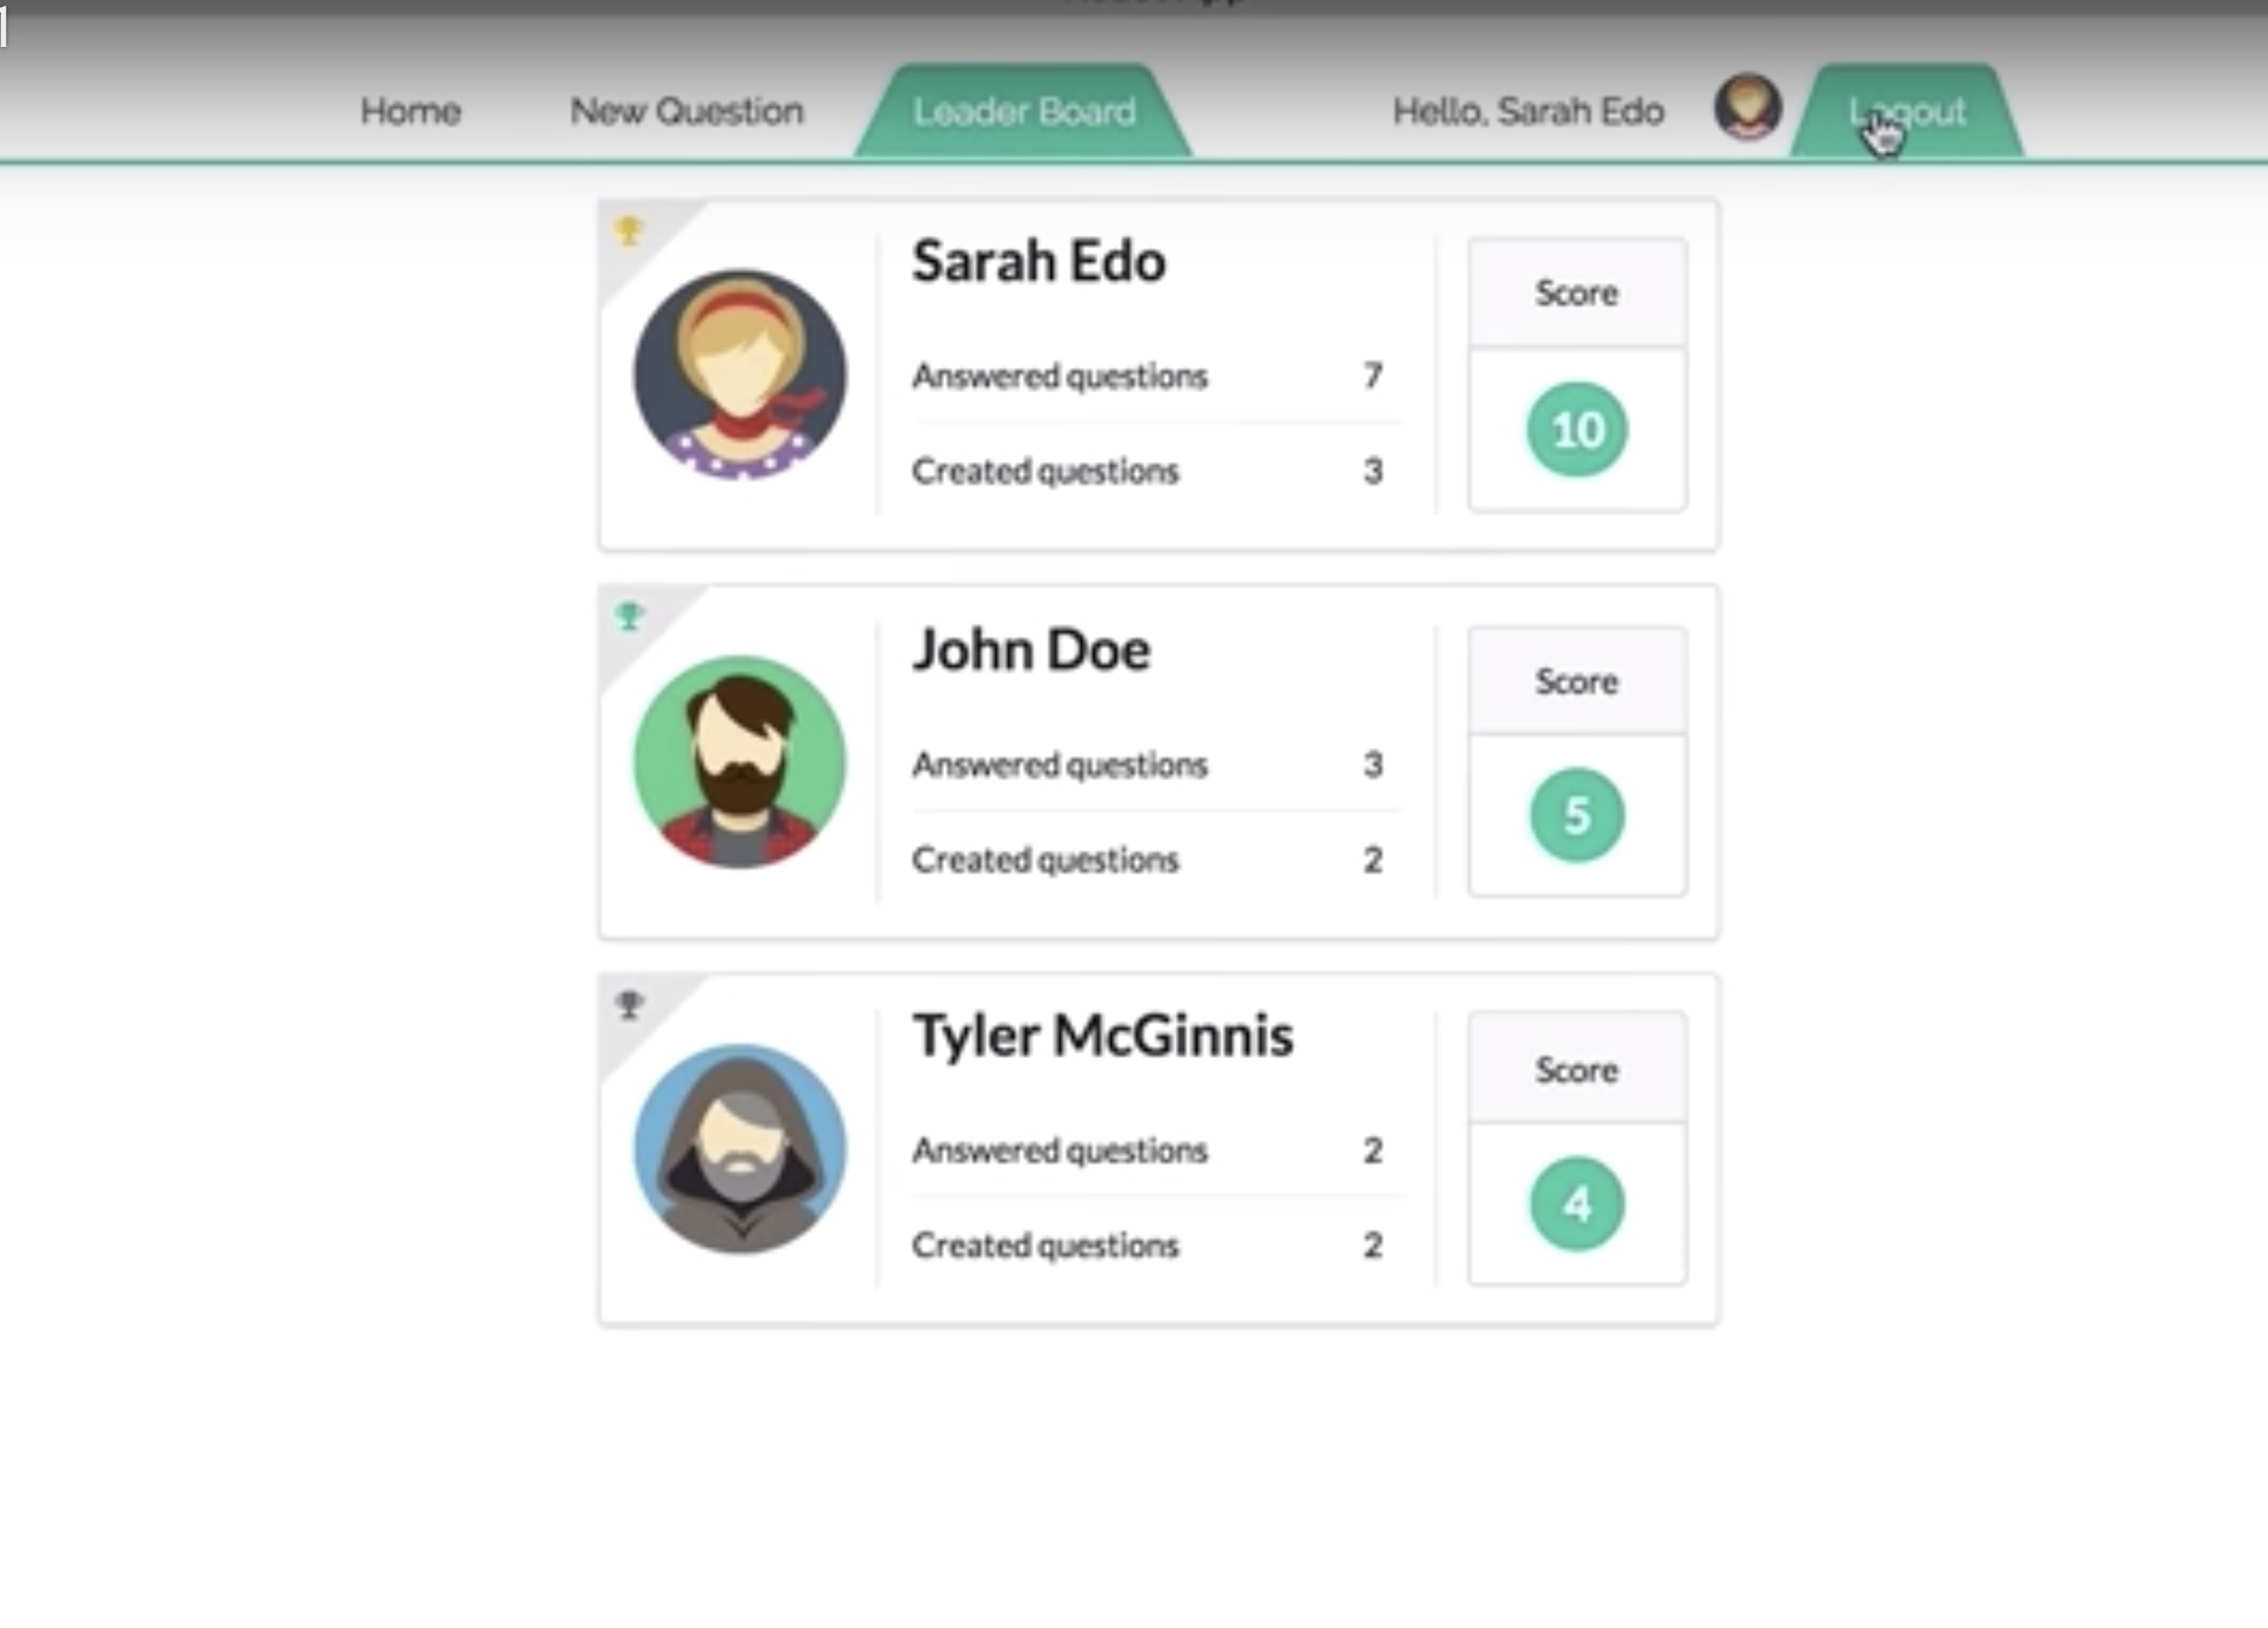 Home New Question Leader Board Hello, Sarah Edo Logout
Sarah Edo
Answered questions 7
Created questions 3
Score
10
John Doe
Answered questions 3
Created questions 2
Score
5
Tyler McGinnis
Answered questions 2
Created questions 2
Score
4